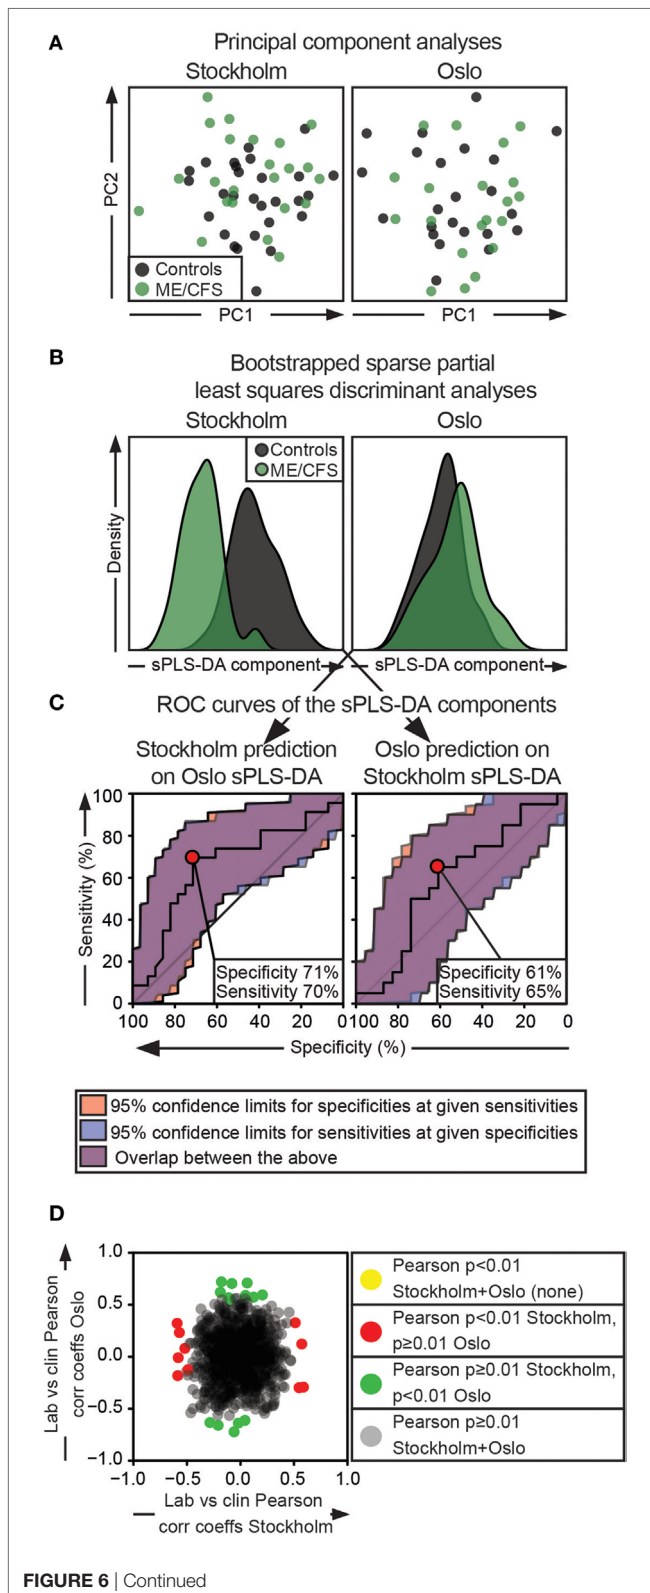 A
Principal component analyses
Stockholm
Oslo
PC2
Controls
ME/CFS
PC1
PC1
B
Bootstrapped sparse partial
least squares discriminant analyses
Stockholm
Oslo
Controls
ME/CFS
Density
sPLS-DA component
sPLS-DA component
C
ROC curves of the sPLS-DA components
Stockholm prediction
on Oslo sPLS-DA
Oslo prediction on
Stockholm sPLS-DA
Sensitivity (%)
100
80
60
40
20
0
Specificity 71%
Sensitivity 70%
Specificity 61%
Sensitivity 65%
100 80 60 40 20 0
100 80 60 40 20 0
Specificity (%)
95% confidence limits for specificities at given sensitivities
95% confidence limits for sensitivities at given specificities
Overlap between the above
D
Lab vs clin Pearson
corr coeffs Oslo
1.0
0.5
0.0
−0.5
−1.0
−1.0 −0.5 0.0 0.5 1.0
Lab vs clin Pearson
corr coeffs Stockholm
Pearson p<0.01
Stockholm+Oslo (none)
Pearson p<0.01 Stockholm,
p≥0.01 Oslo
Pearson p≥0.01 Stockholm,
p<0.01 Oslo
Pearson p≥0.01
Stockholm+Oslo
FIGURE 6 | Continued